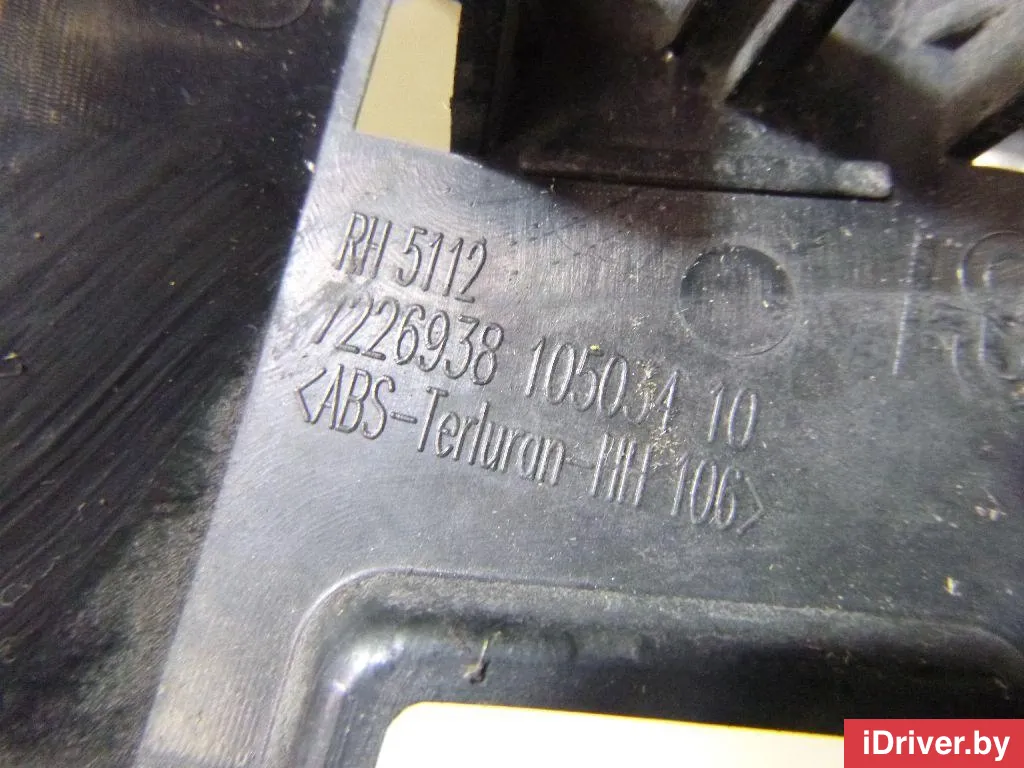 RH 5112
7226938 105034 10
<ABS-Terluran-HH 106>
iDriver.by